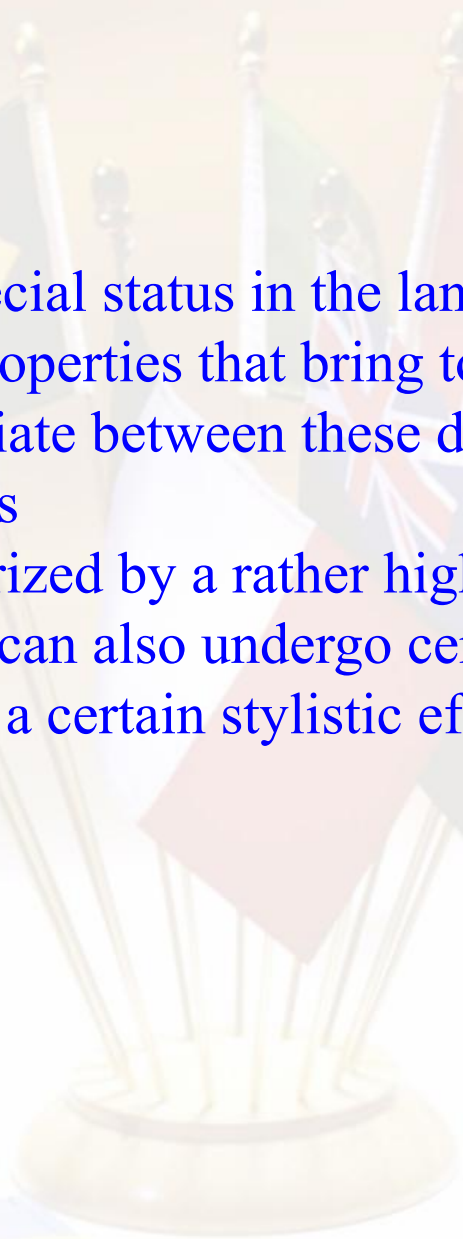 ecial status in the lan
operties that bring to
iate between these d
s
rized by a rather high
can also undergo cer
a certain stylistic ef